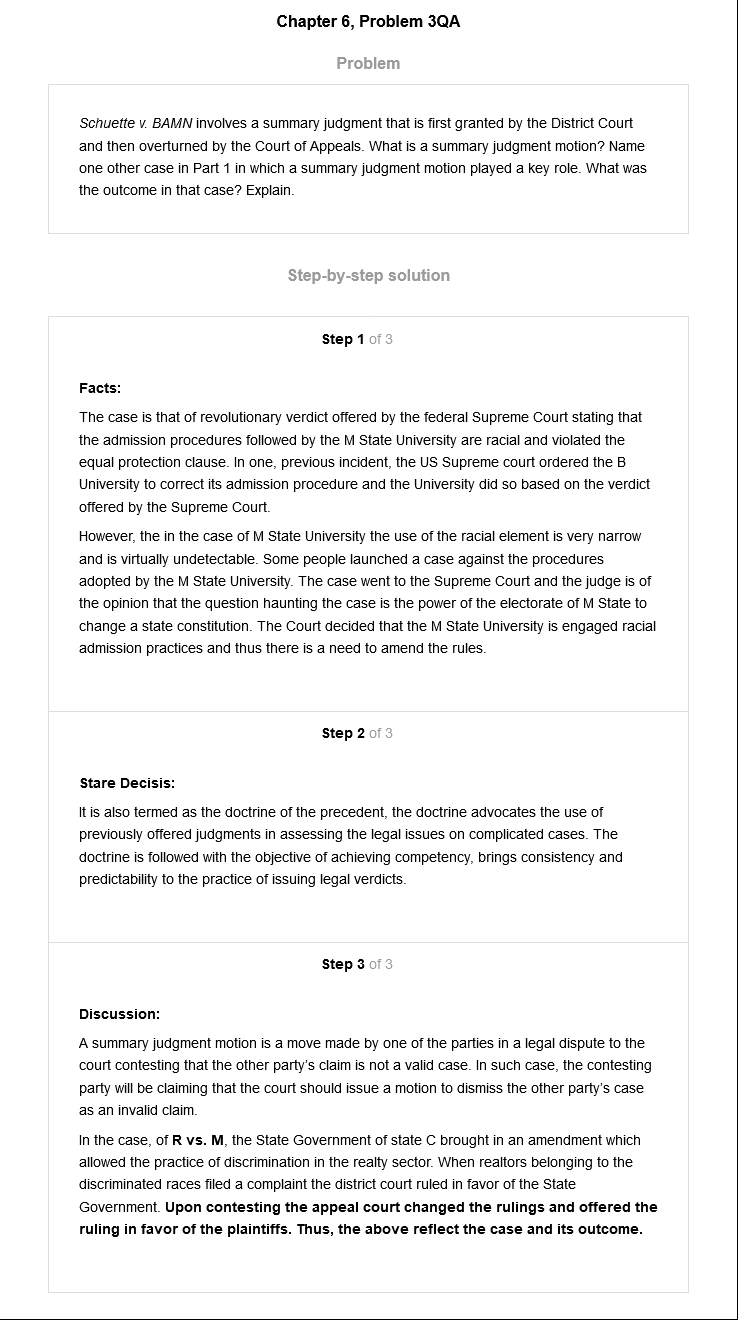 Chapter 6, Problem 3QA
Problem
Schuette v. BAMN involves a summary judgment that is first granted by the District Court
and then overturned by the Court of Appeals. What is a summary judgment motion? Name
one other case in Part 1 in which a summary judgment motion played a key role. What was
the outcome in that case? Explain.
Step-by-step solution
Step 1 of 3
Facts:
The case is that of revolutionary verdict offered by the federal Supreme Court stating that
the admission procedures followed by the M State University are racial and violated the
equal protection clause. In one, previous incident, the US Supreme court ordered the B
University to correct its admission procedure and the University did so based on the verdict
offered by the Supreme Court.
However, the in the case of M State University the use of the racial element is very narrow
and is virtually undetectable. Some people launched a case against the procedures
adopted by the M State University. The case went to the Supreme Court and the judge is of
the opinion that the question haunting the case is the power of the electorate of M State to
change a state constitution. The Court decided that the M State University is engaged racial
admission practices and thus there is a need to amend the rules.
Step 2 of 3
Stare Decisis:
It is also termed as the doctrine of the precedent, the doctrine advocates the use of
previously offered judgments in assessing the legal issues on complicated cases. The
doctrine is followed with the objective of achieving competency, brings consistency and
predictability to the practice of issuing legal verdicts.
Step 3 of 3
Discussion:
A summary judgment motion is a move made by one of the parties in a legal dispute to the
court contesting that the other party's claim is not a valid case. In such case, the contesting
party will be claiming that the court should issue a motion to dismiss the other party's case
as an invalid claim.
In the case, of R vs. M, the State Government of state C brought in an amendment which
allowed the practice of discrimination in the realty sector. When realtors belonging to the
discriminated races filed a complaint the district court ruled in favor of the State
Government. Upon contesting the appeal court changed the rulings and offered the
ruling in favor of the plaintiffs. Thus, the above reflect the case and its outcome.